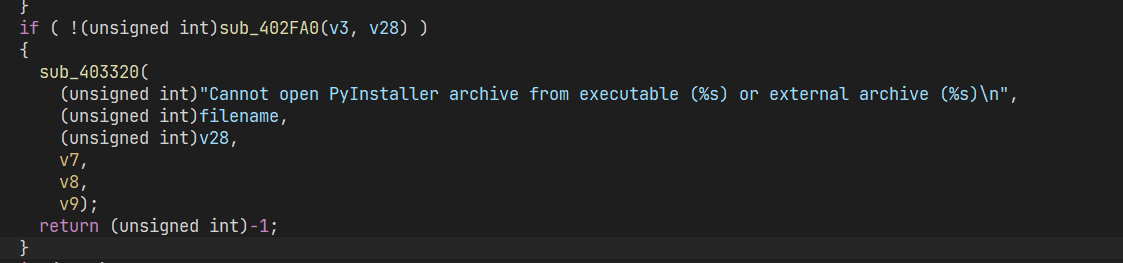 }
if ( !(unsigned int)sub_402FA0(v3, v28) )
{
sub_403320(
(unsigned int)"Cannot open PyInstaller archive from executable (%s) or external archive (%s)\n",
(unsigned int)filename,
(unsigned int)v28,
v7,
v8,
v9);
return (unsigned int)-1;
}